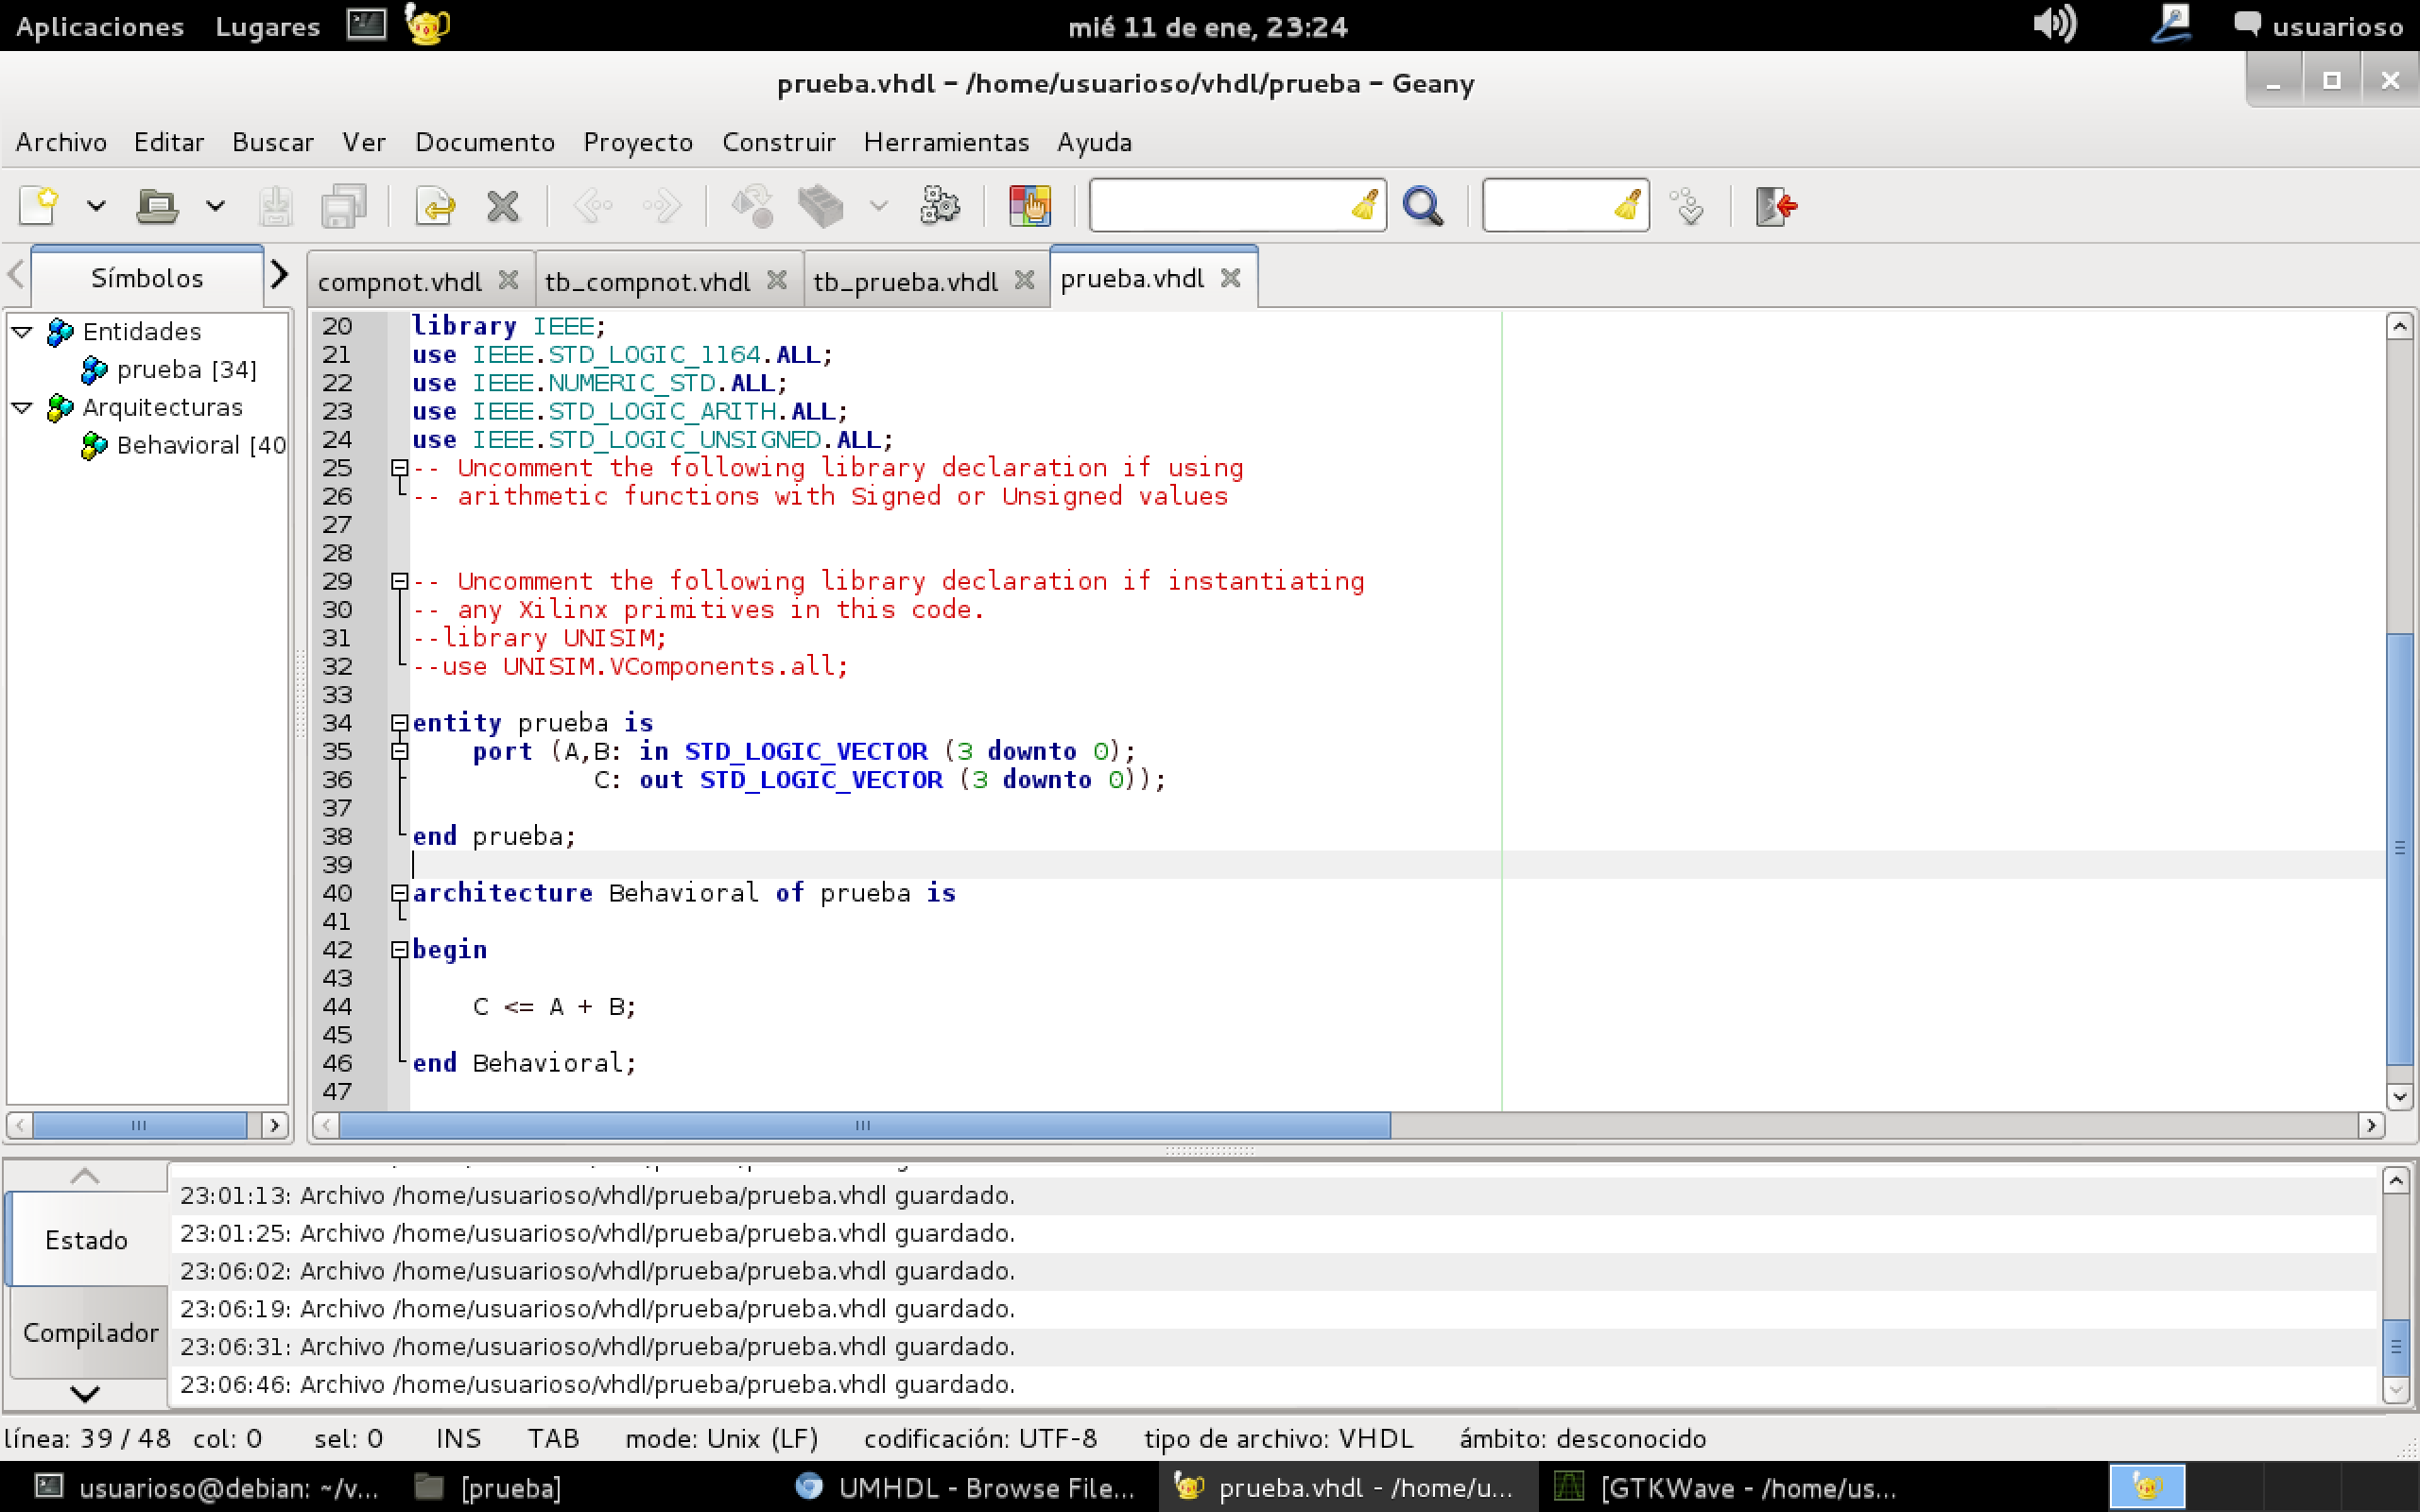 Aplicaciones Lugares mié 11 de ene, 23:24 usuarioso
prueba.vhdl - /home/usuarioso/vhdl/prueba - Geany
Archivo Editar Buscar Ver Documento Proyecto Construir Herramientas Ayuda
Símbolos compnot.vhdl tb_compnot.vhdl tb_prueba.vhdl prueba.vhdl
Entidades
prueba [34]
Arquitecturas
Behavioral [40
20 library IEEE;
21 use IEEE.STD_LOGIC_1164.ALL;
22 use IEEE.NUMERIC_STD.ALL;
23 use IEEE.STD_LOGIC_ARITH.ALL;
24 use IEEE.STD_LOGIC_UNSIGNED.ALL;
25 -- Uncomment the following library declaration if using
26 -- arithmetic functions with Signed or Unsigned values
27
28
29 -- Uncomment the following library declaration if instantiating
30 -- any Xilinx primitives in this code.
31 --library UNISIM;
32 --use UNISIM.VComponents.all;
33
34 entity prueba is
35 port (A,B: in STD_LOGIC_VECTOR (3 downto 0);
36 C: out STD_LOGIC_VECTOR (3 downto 0));
37
38 end prueba;
39
40 architecture Behavioral of prueba is
41
42 begin
43
44 C <= A + B;
45
46 end Behavioral;
47
Estado
Compilador
23:01:13: Archivo /home/usuarioso/vhdl/prueba/prueba.vhdl guardado.
23:01:25: Archivo /home/usuarioso/vhdl/prueba/prueba.vhdl guardado.
23:06:02: Archivo /home/usuarioso/vhdl/prueba/prueba.vhdl guardado.
23:06:19: Archivo /home/usuarioso/vhdl/prueba/prueba.vhdl guardado.
23:06:31: Archivo /home/usuarioso/vhdl/prueba/prueba.vhdl guardado.
23:06:46: Archivo /home/usuarioso/vhdl/prueba/prueba.vhdl guardado.
línea: 39 / 48 col: 0 sel: 0 INS TAB mode: Unix (LF) codificación: UTF-8 tipo de archivo: VHDL ámbito: desconocido
usuarioso@debian: ~/v... [prueba] UMHDL - Browse File... prueba.vhdl - /home/u... [GTKWave - /home/us...